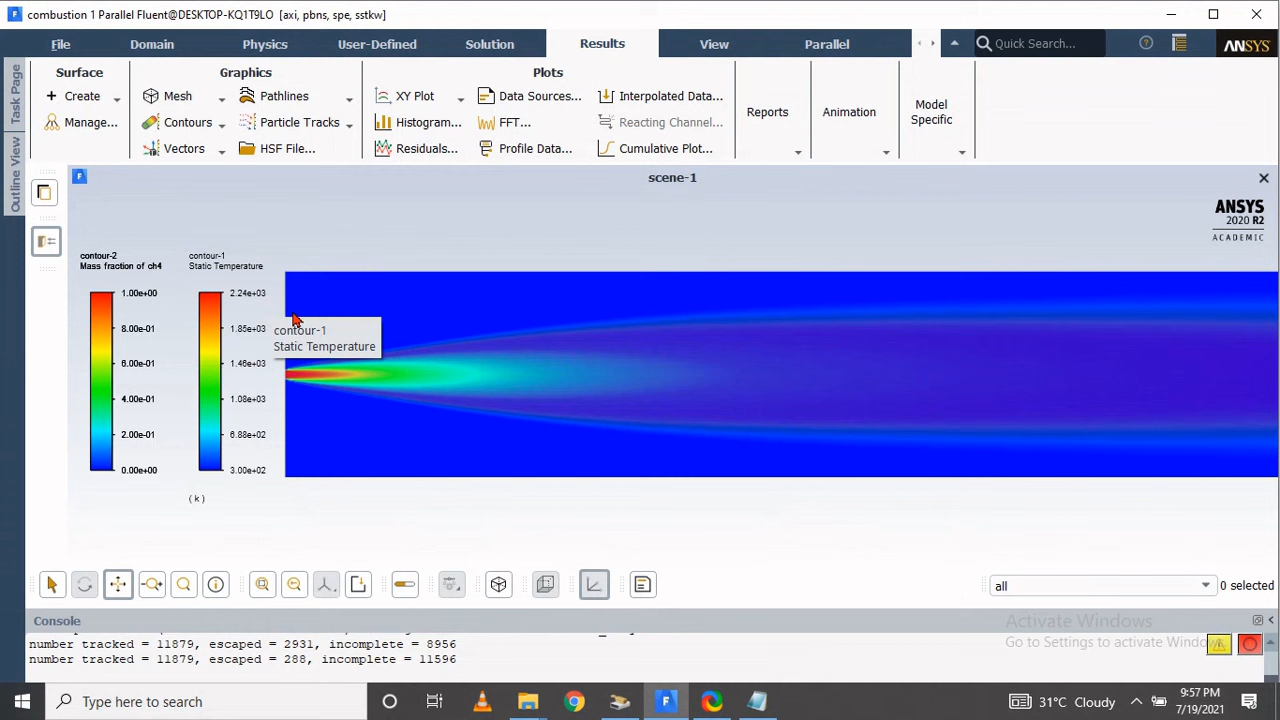 combustion 1 Parallel Fluent@DESKTOP-KQ1T9LO [axi, pbns, spe, sstkw]
File Domain Physics User-Defined Solution Results View Parallel Quick Search... ANSYS
Task Page
Outline View
Surface
Create
Manage...
Graphics
Mesh
Contours
Vectors
Pathlines
Particle Tracks
HSF File...
Plots
XY Plot
Histogram...
Residuals...
Data Sources...
FFT...
Profile Data...
Interpolated Data...
Reacting Channel...
Cumulative Plot...
Reports
Animation
Model
Specific
scene-1
ANSYS
2020 R2
ACADEMIC
contour-2
Mass fraction of ch4
1.00e+00
8.00e-01
6.00e-01
4.00e-01
2.00e-01
0.00e+00
contour-1
Static Temperature
2.24e+03
1.85e+03
1.46e+03
1.08e+03
6.88e+02
3.00e+02
( k )
contour-1
Static Temperature
all
0 selected
Console
number tracked = 11879, escaped = 2931, incomplete = 8956
number tracked = 11879, escaped = 288, incomplete = 11596
Activate Windows
Go to Settings to activate Windows
Type here to search
31°C Cloudy
9:57 PM
7/19/2021